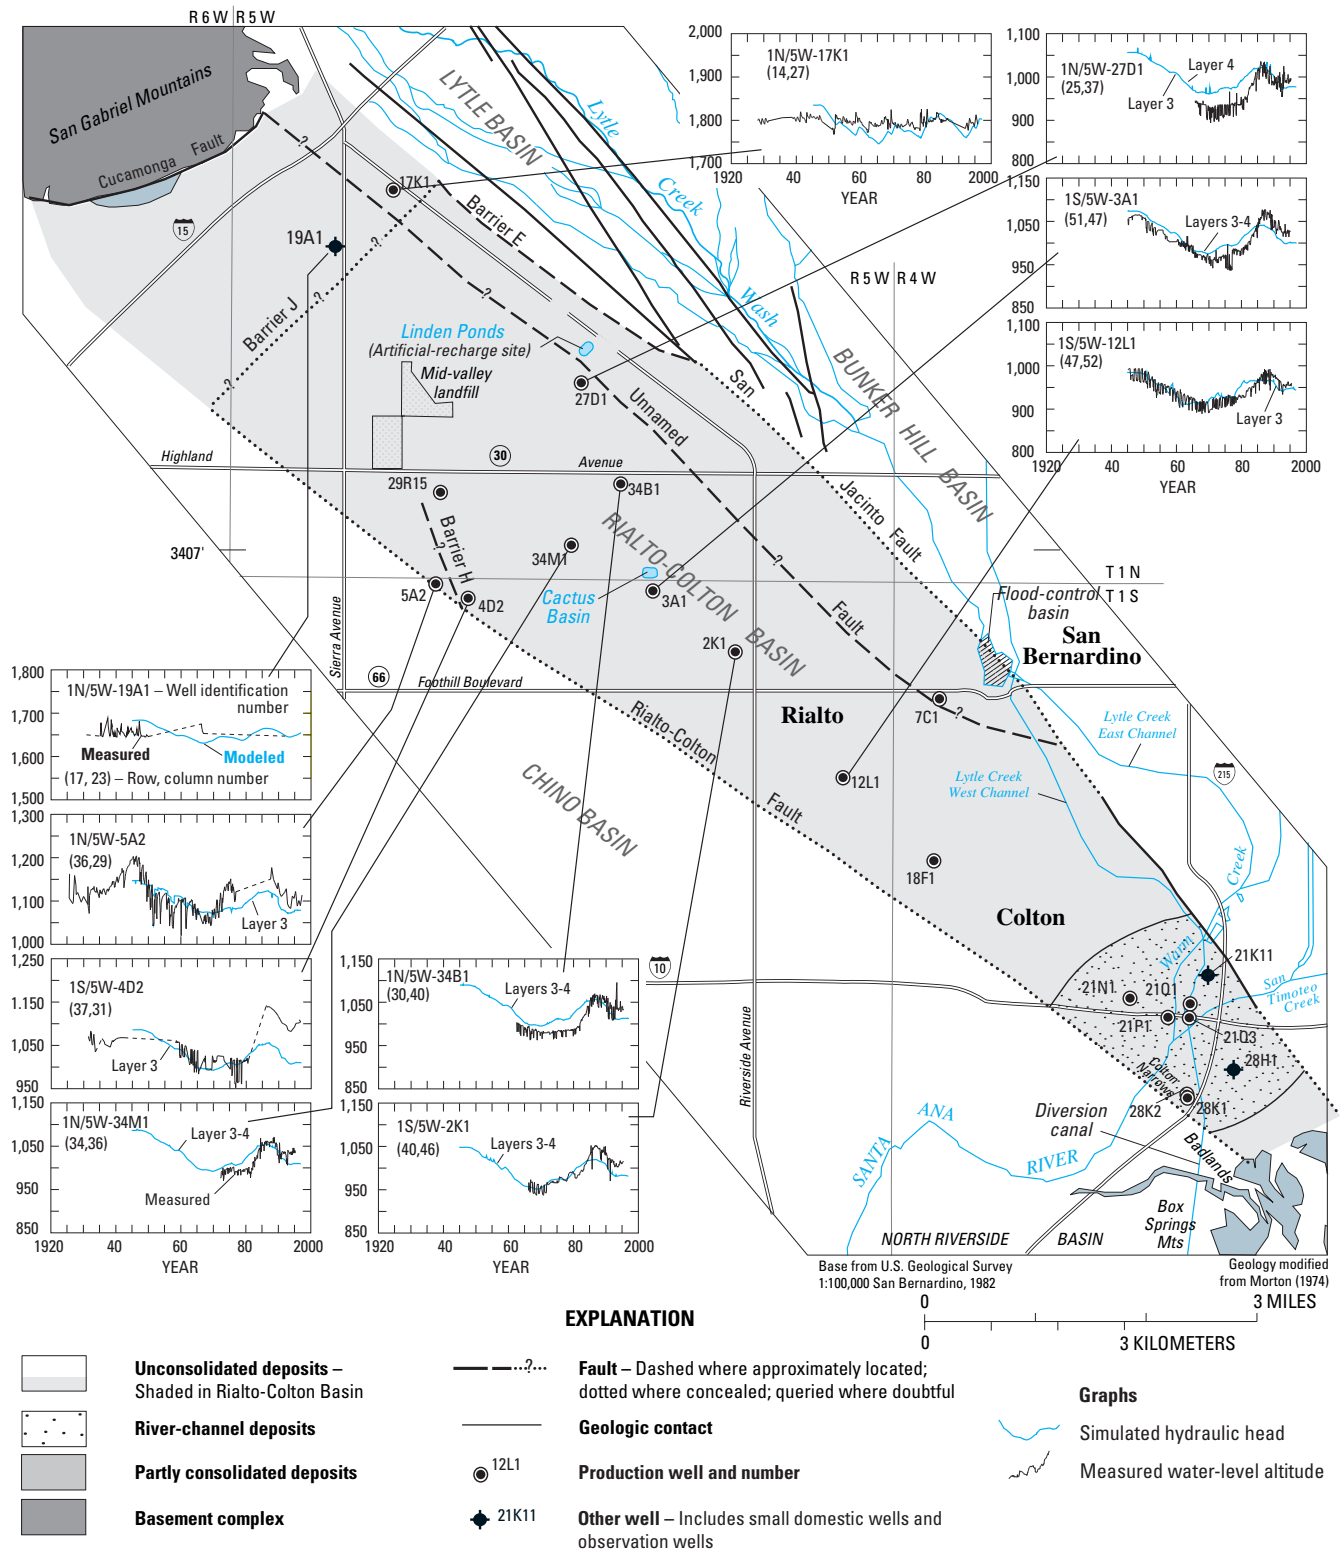 R 6 W
R 5 W
San Gabriel Mountains
Cucamonga Fault
15
17K1
19A1
LYTLE BASIN
Lytle
Creek
Wash
Barrier E
Barrier J
?
?
?
?
?
Linden Ponds
(Artificial-recharge site)
Mid-valley
landfill
27D1
Unnamed
Fault
?
?
San
Jacinto Fault
BUNKER HILL BASIN
R 5 W
R 4 W
Highland
Avenue
30
29R15
34B1
Barrier H
?
34M1
RIALTO-COLTON BASIN
3407'
T 1 N
T 1 S
5A2
4D2
Cactus
Basin
3A1
Flood-control
basin
San
Bernardino
2K1
Sierra Avenue
66
Foothill Boulevard
Rialto
7C1
Rialto-Colton
Fault
Lytle Creek
East Channel
Lytle Creek
West Channel
215
12L1
CHINO BASIN
18F1
Colton
Warm
Creek
21K11
San
Timoteo
Creek
10
21N1
21Q1
21P1
21Q3
28H1
Colton
Narrows
28K2
28K1
Riverside Avenue
Diversion
canal
SANTA
ANA
RIVER
Badlands
Box
Springs
Mts
NORTH RIVERSIDE
BASIN
2,000
1,900
1,800
1,700
1N/5W-17K1
(14,27)
1920
40
60
80
2000
YEAR
1,100
1,000
900
800
1N/5W-27D1
(25,37)
Layer 4
Layer 3
1,150
1,050
950
850
1S/5W-3A1
(51,47)
Layers 3-4
1,100
1,000
900
800
1S/5W-12L1
(47,52)
Layer 3
1920
40
60
80
2000
YEAR
1,800
1,700
1,600
1,500
1N/5W-19A1 – Well identification
number
Measured
Modeled
(17, 23) – Row, column number
1,300
1,200
1,100
1,000
1N/5W-5A2
(36,29)
Layer 3
1,250
1,150
1,050
950
1S/5W-4D2
(37,31)
Layer 3
1,150
1,050
950
850
1N/5W-34M1
(34,36)
Layer 3-4
Measured
1920
40
60
80
2000
YEAR
1,150
1,050
950
850
1N/5W-34B1
(30,40)
Layers 3-4
1,150
1,050
950
850
1S/5W-2K1
(40,46)
Layers 3-4
1920
40
60
80
2000
YEAR
Base from U.S. Geological Survey
1:100,000 San Bernardino, 1982
Geology modified
from Morton (1974)
0
3 MILES
0
3 KILOMETERS
EXPLANATION
Unconsolidated deposits –
Shaded in Rialto-Colton Basin
River-channel deposits
Partly consolidated deposits
Basement complex
?
Fault – Dashed where approximately located;
dotted where concealed; queried where doubtful
Geologic contact
12L1
Production well and number
21K11
Other well – Includes small domestic wells and
observation wells
Graphs
Simulated hydraulic head
Measured water-level altitude